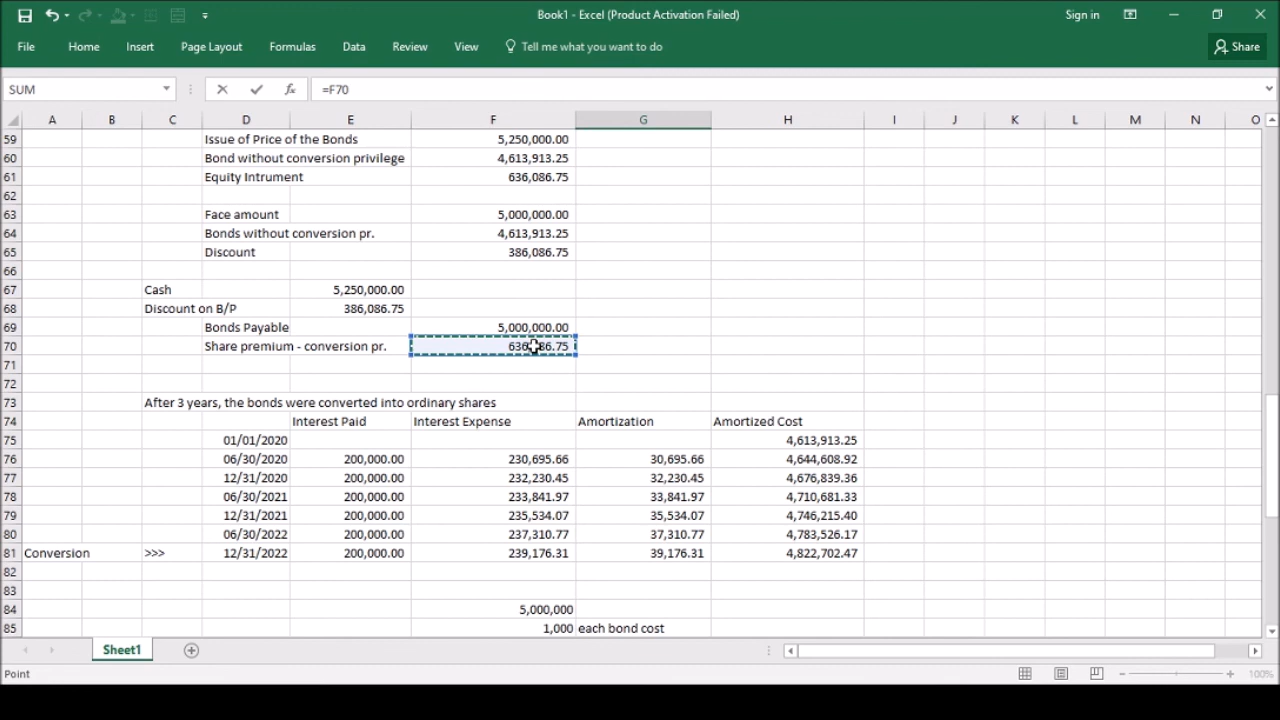 Book1 - Excel (Product Activation Failed)
Sign in
File Home Insert Page Layout Formulas Data Review View Tell me what you want to do Share
SUM =F70
A B C D E F G H I J K L M N O
59 Issue of Price of the Bonds 5,250,000.00
60 Bond without conversion privilege 4,613,913.25
61 Equity Intrument 636,086.75
62
63 Face amount 5,000,000.00
64 Bonds without conversion pr. 4,613,913.25
65 Discount 386,086.75
66
67 Cash 5,250,000.00
68 Discount on B/P 386,086.75
69 Bonds Payable 5,000,000.00
70 Share premium - conversion pr.
71
72
73 After 3 years, the bonds were converted into ordinary shares
74 Interest Paid Interest Expense Amortization Amortized Cost
75 01/01/2020 4,613,913.25
76 06/30/2020 200,000.00 230,695.66 30,695.66 4,644,608.92
77 12/31/2020 200,000.00 232,230.45 32,230.45 4,676,839.36
78 06/30/2021 200,000.00 233,841.97 33,841.97 4,710,681.33
79 12/31/2021 200,000.00 235,534.07 35,534.07 4,746,215.40
80 06/30/2022 200,000.00 237,310.77 37,310.77 4,783,526.17
81 Conversion >>> 12/31/2022 200,000.00 239,176.31 39,176.31 4,822,702.47
82
83
84 5,000,000
85 1,000 each bond cost
Sheet1
Point 100%